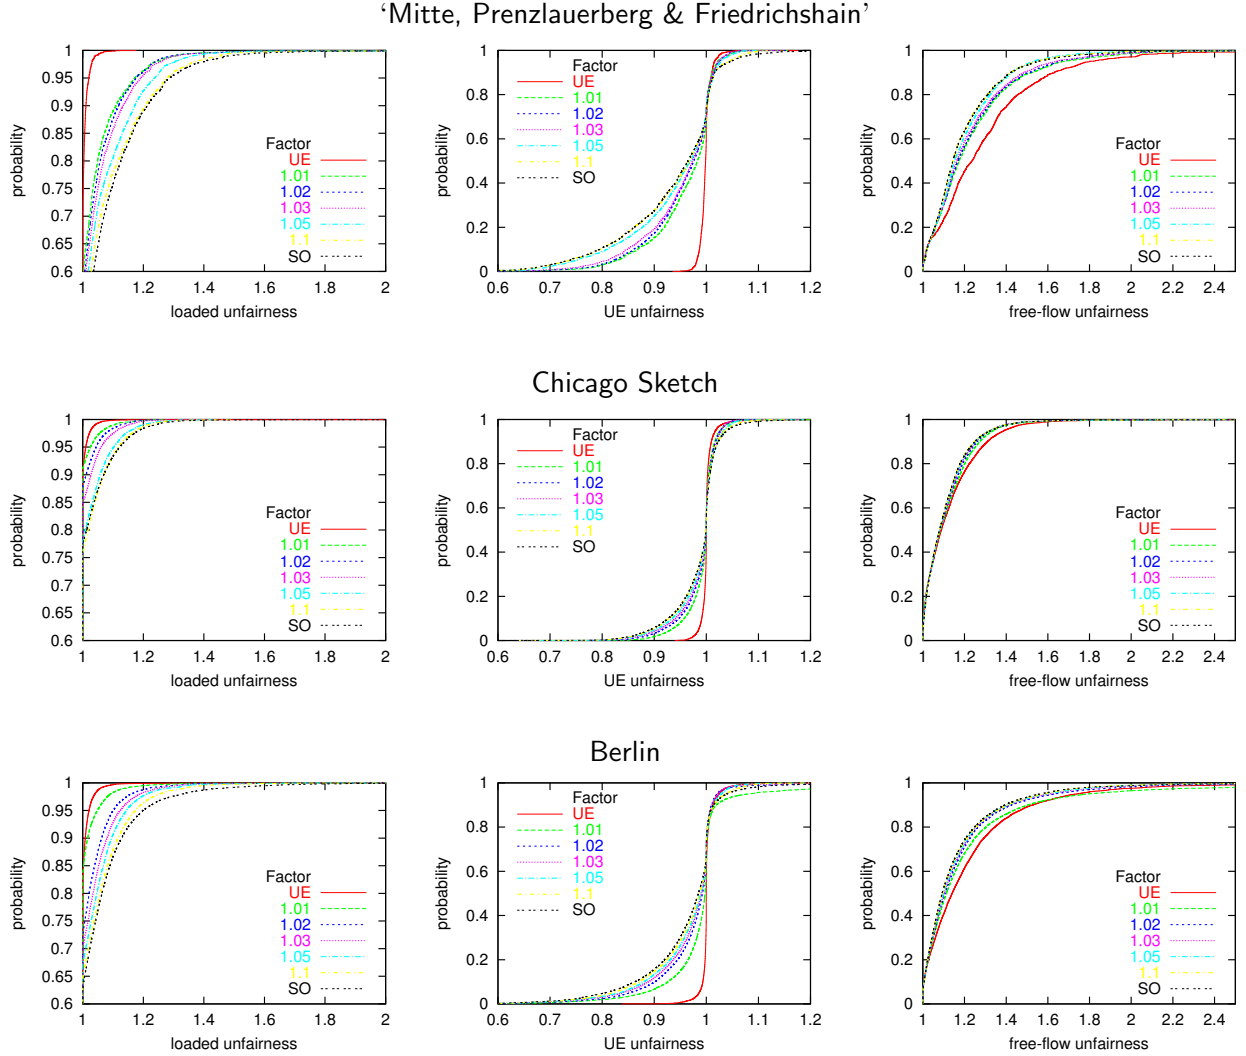 ‘Mitte, Prenzlauerberg & Friedrichshain’
1
0.95
0.9
0.85
0.8
0.75
0.7
0.65
0.6
probability
Factor
UE
1.01
1.02
1.03
1.05
1.1
SO
1 1.2 1.4 1.6 1.8 2
loaded unfairness
1
0.8
0.6
0.4
0.2
0
probability
Factor
UE
1.01
1.02
1.03
1.05
1.1
SO
0.6 0.7 0.8 0.9 1 1.1 1.2
UE unfairness
1
0.8
0.6
0.4
0.2
0
probability
Factor
UE
1.01
1.02
1.03
1.05
1.1
SO
1 1.2 1.4 1.6 1.8 2 2.2 2.4
free-flow unfairness
Chicago Sketch
1
0.95
0.9
0.85
0.8
0.75
0.7
0.65
0.6
probability
Factor
UE
1.01
1.02
1.03
1.05
1.1
SO
1 1.2 1.4 1.6 1.8 2
loaded unfairness
1
0.8
0.6
0.4
0.2
0
probability
Factor
UE
1.01
1.02
1.03
1.05
1.1
SO
0.6 0.7 0.8 0.9 1 1.1 1.2
UE unfairness
1
0.8
0.6
0.4
0.2
0
probability
Factor
UE
1.01
1.02
1.03
1.05
1.1
SO
1 1.2 1.4 1.6 1.8 2 2.2 2.4
free-flow unfairness
Berlin
1
0.95
0.9
0.85
0.8
0.75
0.7
0.65
0.6
probability
Factor
UE
1.01
1.02
1.03
1.05
1.1
SO
1 1.2 1.4 1.6 1.8 2
loaded unfairness
1
0.8
0.6
0.4
0.2
0
probability
Factor
UE
1.01
1.02
1.03
1.05
1.1
SO
0.6 0.7 0.8 0.9 1 1.1 1.2
UE unfairness
1
0.8
0.6
0.4
0.2
0
probability
Factor
UE
1.01
1.02
1.03
1.05
1.1
SO
1 1.2 1.4 1.6 1.8 2 2.2 2.4
free-flow unfairness